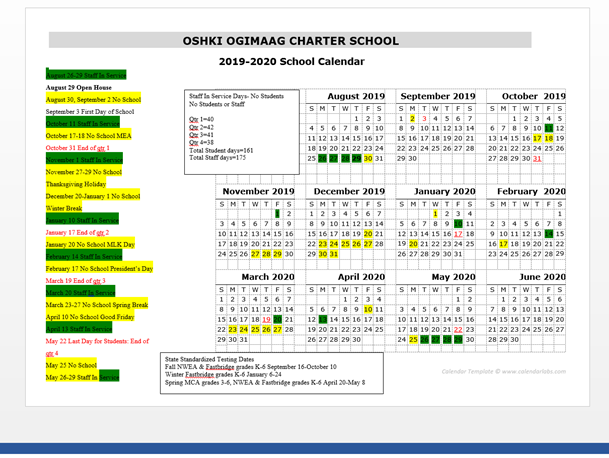 OSHKI OGIMAAG CHARTER SCHOOL
2019-2020 School Calendar
August 26-29 Staff In Service
August 29 Open House
August 30, September 2 No School
September 3 First Day of School
October 11 Staff In Service
October 17-18 No School MEA
October 31 End of qtr 1
November 1 Staff In Service
November 27-29 No School
Thanksgiving Holiday
December 20-January 1 No School
Winter Break
January 10 Staff In Service
January 17 End of qtr 2
January 20 No School MLK Day
February 14 Staff In Service
February 17 No School President's Day
March 19 End of qtr 3
March 20 Staff In Service
March 23-27 No School Spring Break
April 10 No School Good Friday
April 13 Staff In Service
May 22 Last Day for Students: End of
qtr 4
May 25 No School
May 26-29 Staff In Service
Staff In Service Days- No Students
No Students or Staff
Qtr 1=40
Qtr 2=42
Qtr 3=41
Qtr 4=38
Total Student days=161
Total Staff days=175
August 2019
S M T W T F S
1 2 3
4 5 6 7 8 9 10
11 12 13 14 15 16 17
18 19 20 21 22 23 24
25 26 27 28 29 30 31
September 2019
S M T W T F S
1 2 3 4 5 6 7
8 9 10 11 12 13 14
15 16 17 18 19 20 21
22 23 24 25 26 27 28
29 30
October 2019
S M T W T F S
1 2 3 4 5
6 7 8 9 10 11 12
13 14 15 16 17 18 19
20 21 22 23 24 25 26
27 28 29 30 31
November 2019
S M T W T F S
1 2
3 4 5 6 7 8 9
10 11 12 13 14 15 16
17 18 19 20 21 22 23
24 25 26 27 28 29 30
December 2019
S M T W T F S
1 2 3 4 5 6 7
8 9 10 11 12 13 14
15 16 17 18 19 20 21
22 23 24 25 26 27 28
29 30 31
January 2020
S M T W T F S
1 2 3 4
5 6 7 8 9 10 11
12 13 14 15 16 17 18
19 20 21 22 23 24 25
26 27 28 29 30 31
February 2020
S M T W T F S
1
2 3 4 5 6 7 8
9 10 11 12 13 14 15
16 17 18 19 20 21 22
23 24 25 26 27 28 29
March 2020
S M T W T F S
1 2 3 4 5 6 7
8 9 10 11 12 13 14
15 16 17 18 19 20 21
22 23 24 25 26 27 28
29 30 31
April 2020
S M T W T F S
1 2 3 4
5 6 7 8 9 10 11
12 13 14 15 16 17 18
19 20 21 22 23 24 25
26 27 28 29 30
May 2020
S M T W T F S
1 2
3 4 5 6 7 8 9
10 11 12 13 14 15 16
17 18 19 20 21 22 23
24 25 26 27 28 29 30
June 2020
S M T W T F S
1 2 3 4 5 6
7 8 9 10 11 12 13
14 15 16 17 18 19 20
21 22 23 24 25 26 27
28 29 30
State Standardized Testing Dates
Fall NWEA & Fastbridge grades K-6 September 16-October 10
Winter Fastbridge grades K-6 January 6-24
Spring MCA grades 3-6, NWEA & Fastbridge grades K-6 April 20-May 8
Calendar Template © www.calendarlabs.com